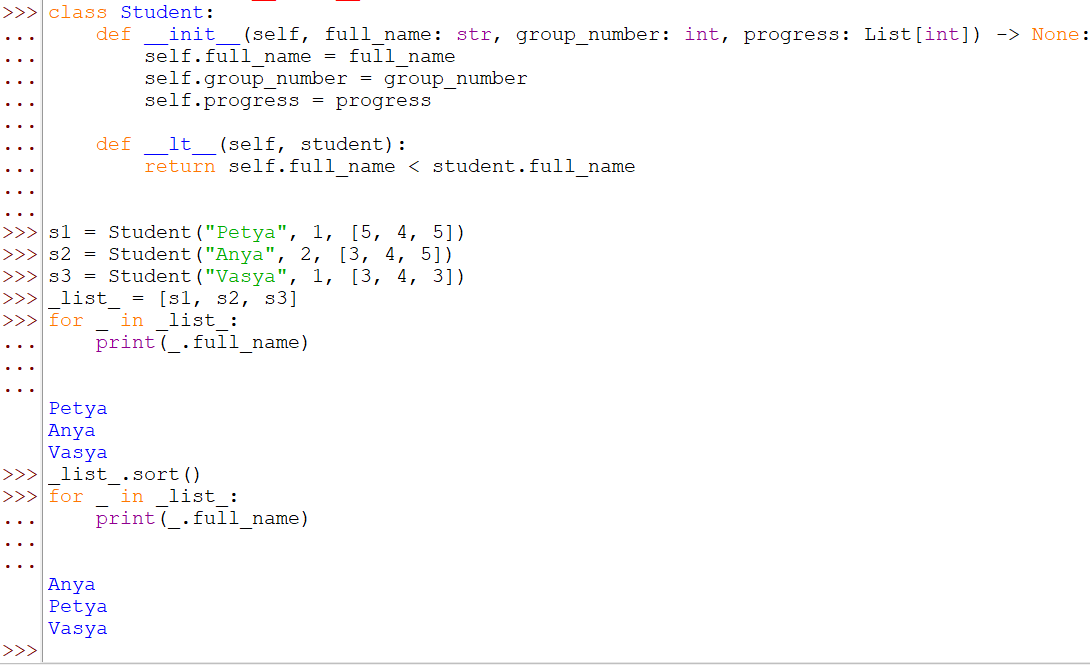 >>> class Student:
...     def __init__(self, full_name: str, group_number: int, progress: List[int]) -> None:
...         self.full_name = full_name
...         self.group_number = group_number
...         self.progress = progress
...
...     def __lt__(self, student):
...         return self.full_name < student.full_name
...
...
>>> s1 = Student("Petya", 1, [5, 4, 5])
>>> s2 = Student("Anya", 2, [3, 4, 5])
>>> s3 = Student("Vasya", 1, [3, 4, 3])
>>> _list_ = [s1, s2, s3]
>>> for _ in _list_:
...     print(_.full_name)
...
...
Petya
Anya
Vasya
>>> _list_.sort()
>>> for _ in _list_:
...     print(_.full_name)
...
...
Anya
Petya
Vasya
>>>